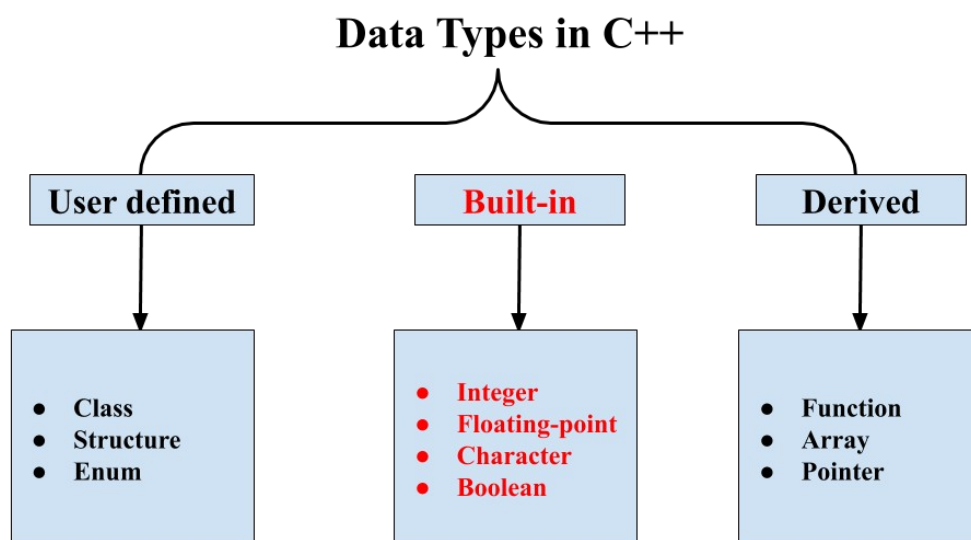 Data Types in C++
User defined
Built-in
Derived
● Class
● Structure
● Enum
● Integer
● Floating-point
● Character
● Boolean
● Function
● Array
● Pointer